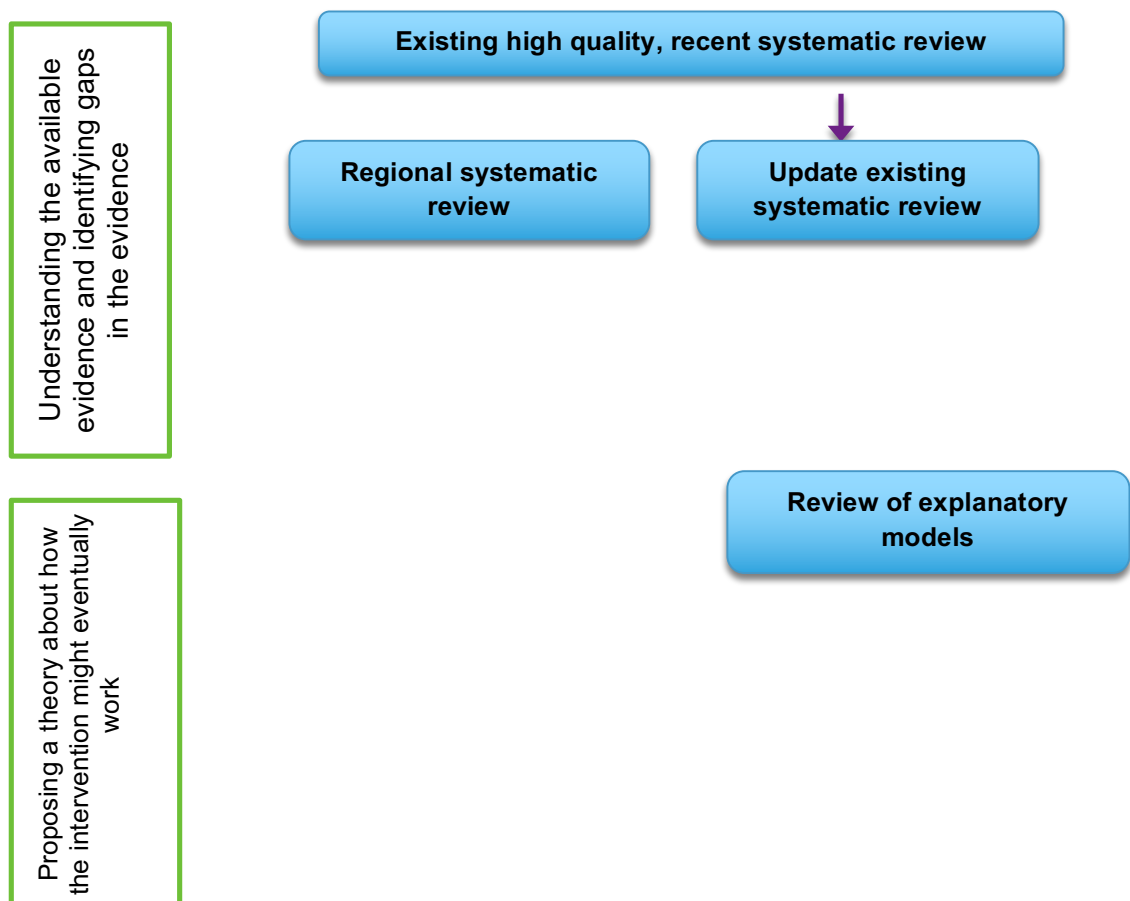 Understanding the available
evidence and identifying gaps
in the evidence
Existing high quality, recent systematic review
Regional systematic
review
Update existing
systematic review
Review of explanatory
models
Proposing a theory about how
the intervention might eventually
work